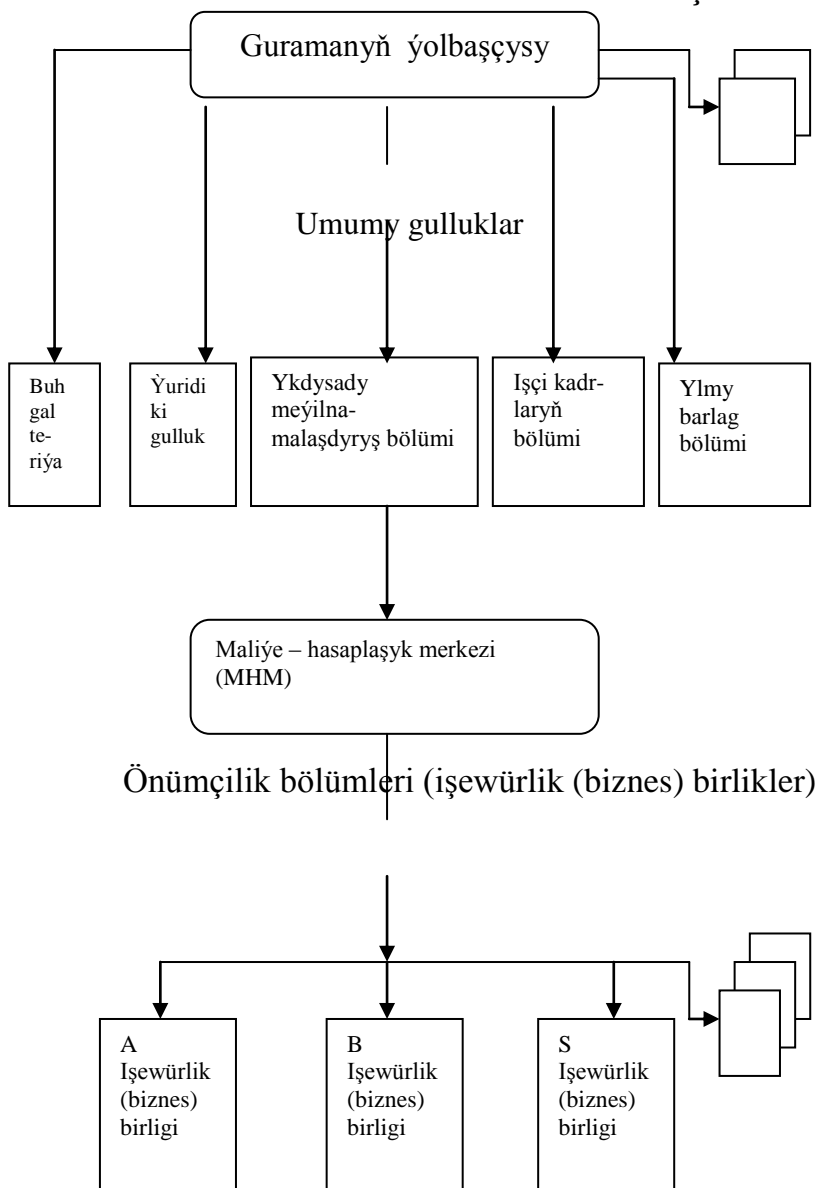 Guramanyň ýolbaşçysy
Umumy gulluklar
Buh
gal
te-
riýa
Ỳuridi
ki
gulluk
Ykdysady
meýilna-
malaşdyryş bölümi
Işçi kadr-
laryň
bölümi
Ylmy
barlag
bölümi
Maliýe – hasaplaşyk merkezi
(MHM)
Önümçilik bölümleri (işewürlik (biznes) birlikler)
A
Işewürlik
(biznes)
birligi
B
Işewürlik
(biznes)
birligi
S
Işewürlik
(biznes)
birligi